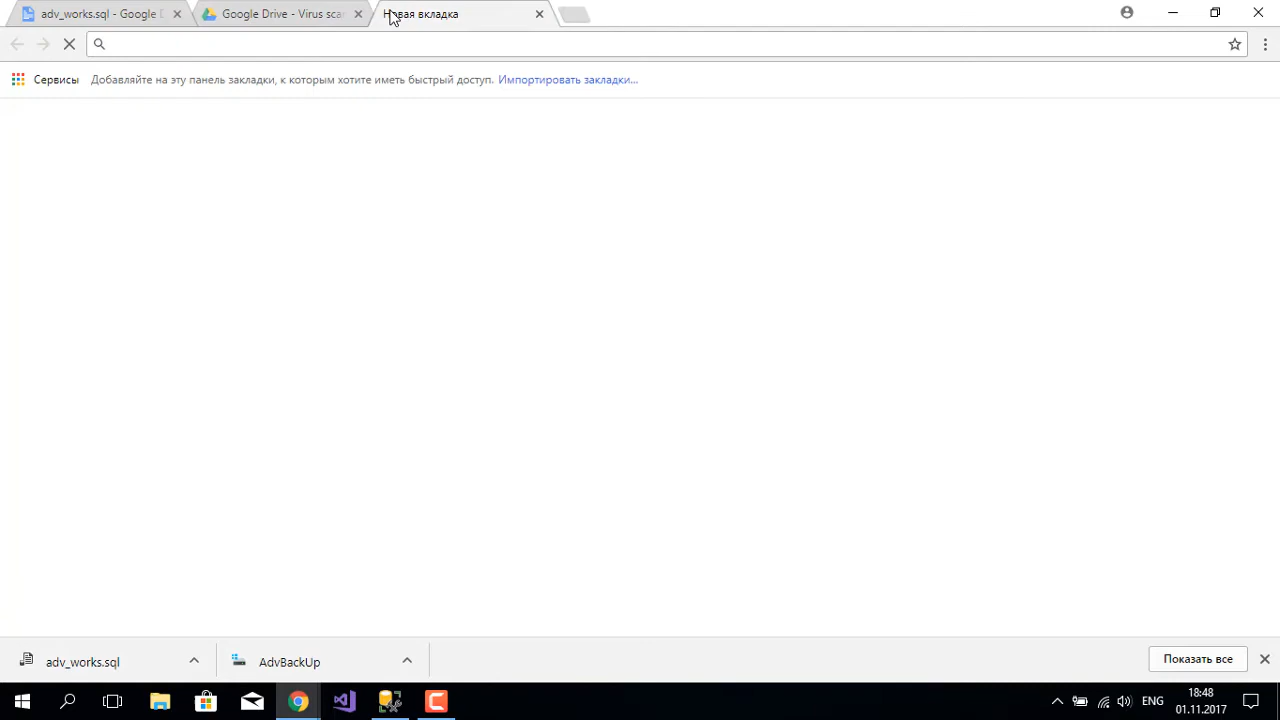 adv_works.sql - Google D
Google Drive - Virus scan
Новая вкладка
Сервисы
Добавляйте на эту панель закладки, к которым хотите иметь быстрый доступ. Импортировать закладки...
adv_works.sql
AdvBackUp
Показать все
ENG
18:48
01.11.2017